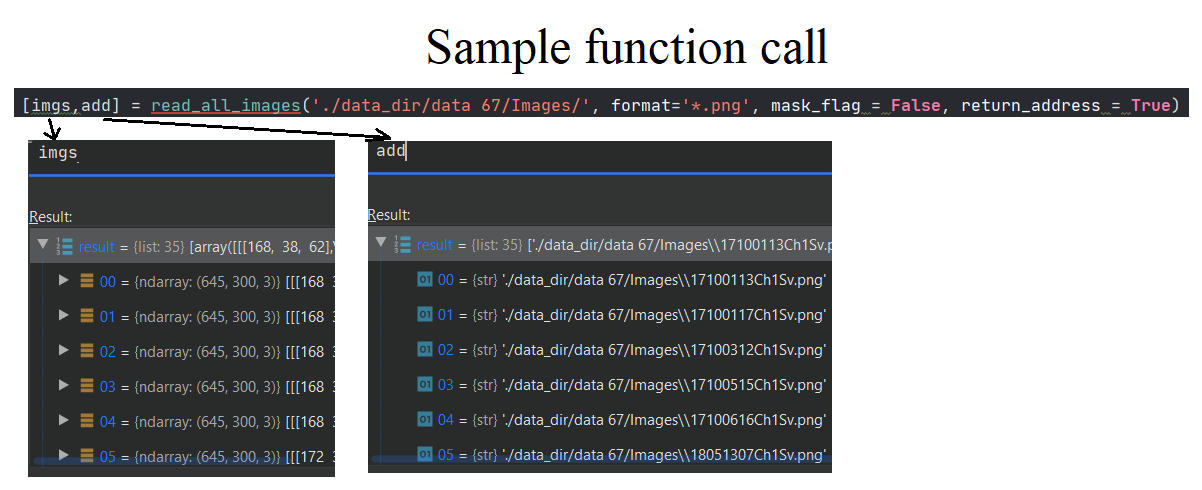 Sample function call
[imgs,add] = read_all_images('./data_dir/data 67/Images/', format='*.png', mask_flag = False, return_address = True)
imgs
Result:
result = {list: 35} [array([[[168, 38, 62],
00 = {ndarray: (645, 300, 3)} [[[168
01 = {ndarray: (645, 300, 3)} [[[168
02 = {ndarray: (645, 300, 3)} [[[168
03 = {ndarray: (645, 300, 3)} [[[168
04 = {ndarray: (645, 300, 3)} [[[168
05 = {ndarray: (645, 300, 3)} [[[172
add
Result:
result = {list: 35} ['./data_dir/data 67/Images\\17100113Ch1Sv.p
00 = {str} './data_dir/data 67/Images\\17100113Ch1Sv.png'
01 = {str} './data_dir/data 67/Images\\17100117Ch1Sv.png'
02 = {str} './data_dir/data 67/Images\\17100312Ch1Sv.png'
03 = {str} './data_dir/data 67/Images\\17100515Ch1Sv.png'
04 = {str} './data_dir/data 67/Images\\17100616Ch1Sv.png'
05 = {str} './data_dir/data 67/Images\\18051307Ch1Sv.png'